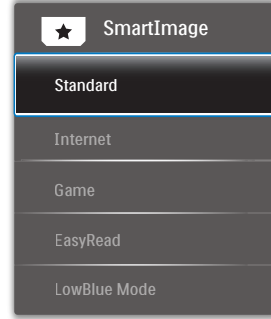 SmartImage
Standard
Internet
Game
EasyRead
LowBlue Mode